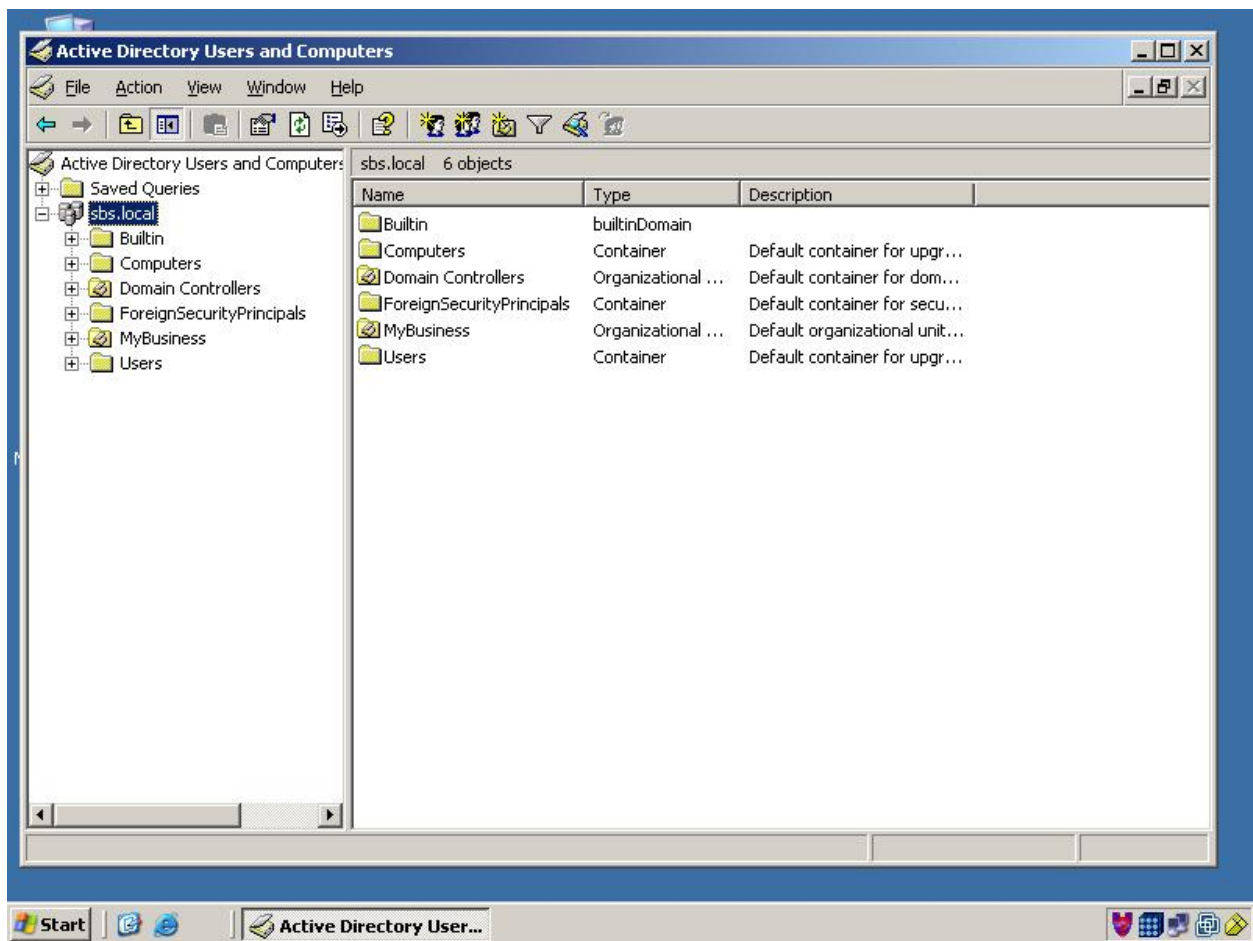 Active Directory Users and Computers
File Action View Window Help
Active Directory Users and Computers
Saved Queries
sbs.local
Builtin
Computers
Domain Controllers
ForeignSecurityPrincipals
MyBusiness
Users
sbs.local 6 objects
Name Type Description
Builtin builtinDomain
Computers Container Default container for upgr...
Domain Controllers Organizational ... Default container for dom...
ForeignSecurityPrincipals Container Default container for secu...
MyBusiness Organizational ... Default organizational unit...
Users Container Default container for upgr...
Start Active Directory User...